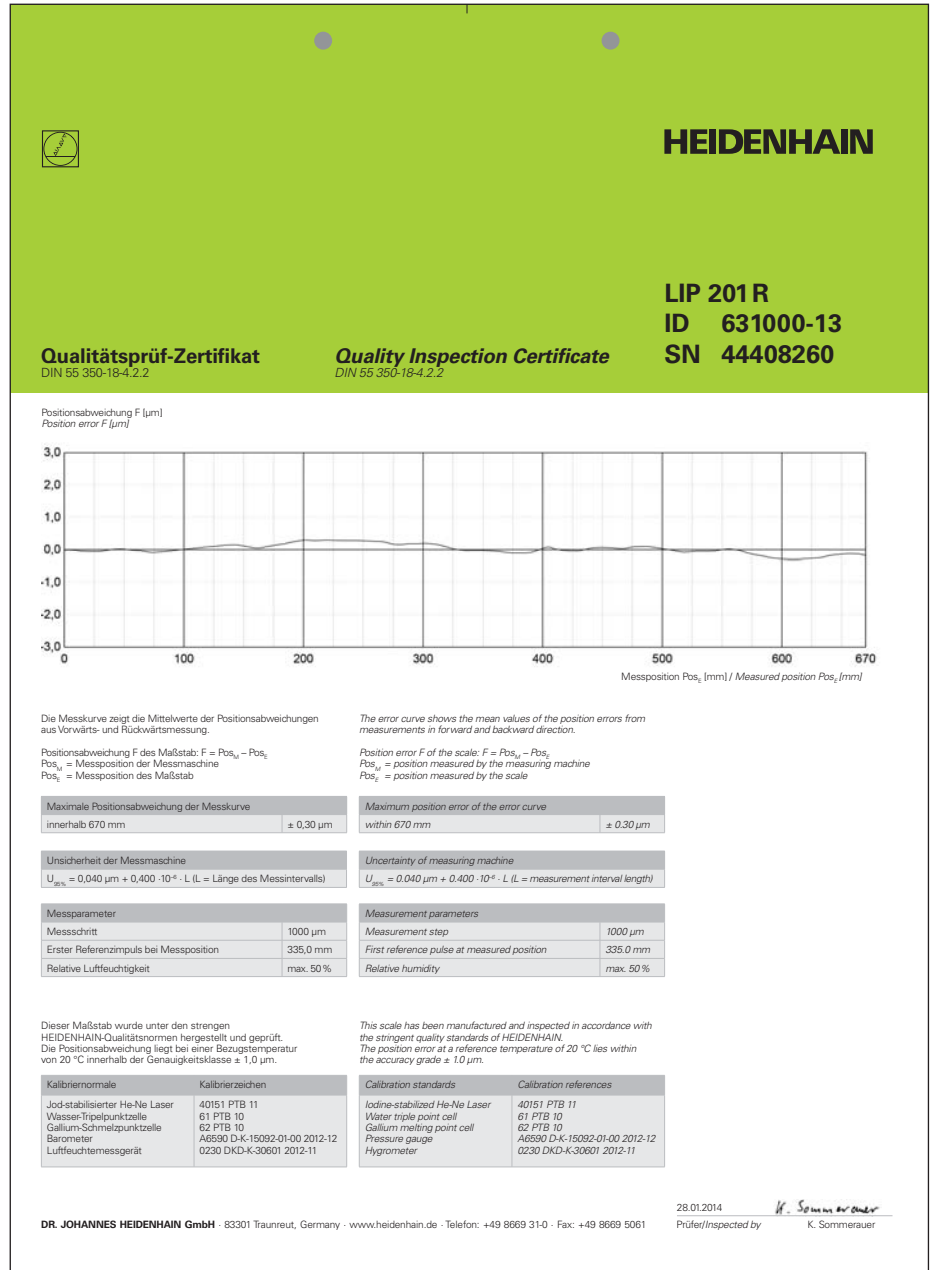 HEIDENHAIN
LIP 201 R
ID 631000-13
SN 44408260
Qualitätsprüf-Zertifikat
DIN 55 350-18-4.2.2
Quality Inspection Certificate
DIN 55 350-18-4.2.2
Positionsabweichung F [µm]
Position error F [µm]
3,0
2,0
1,0
0,0
-1,0
-2,0
-3,0
0 100 200 300 400 500 600 670
Messposition PosE [mm] / Measured position PosE [mm]
Die Messkurve zeigt die Mittelwerte der Positionsabweichungen
aus Vorwärts- und Rückwärtsmessung.
Positionsabweichung F des Maßstab: F = PosM – PosE
PosM = Messposition der Messmaschine
PosE = Messposition des Maßstab
The error curve shows the mean values of the position errors from
measurements in forward and backward direction.
Position error F of the scale: F = PosM – PosE
PosM = position measured by the measuring machine
PosE = position measured by the scale
Maximale Positionsabweichung der Messkurve
innerhalb 670 mm ± 0,30 µm
Maximum position error of the error curve
within 670 mm ± 0.30 µm
Unsicherheit der Messmaschine
U95% = 0,040 µm + 0,400 ·10⁻⁶ · L (L = Länge des Messintervalls)
Uncertainty of measuring machine
U95% = 0.040 µm + 0.400 ·10⁻⁶ · L (L = measurement interval length)
Messparameter
Messschritt 1000 µm
Erster Referenzimpuls bei Messposition 335,0 mm
Relative Luftfeuchtigkeit max. 50 %
Measurement parameters
Measurement step 1000 µm
First reference pulse at measured position 335.0 mm
Relative humidity max. 50 %
Dieser Maßstab wurde unter den strengen
HEIDENHAIN-Qualitätsnormen hergestellt und geprüft.
Die Positionsabweichung liegt bei einer Bezugstemperatur
von 20 °C innerhalb der Genauigkeitsklasse ± 1,0 µm.
This scale has been manufactured and inspected in accordance with
the stringent quality standards of HEIDENHAIN.
The position error at a reference temperature of 20 °C lies within
the accuracy grade ± 1.0 µm.
Kalibriernormale Kalibrierzeichen
Jod-stabilisierter He-Ne Laser 40151 PTB 11
Wasser-Tripelpunktzelle 61 PTB 10
Gallium-Schmelzpunktzelle 62 PTB 10
Barometer A6590 D-K-15092-01-00 2012-12
Luftfeuchtemessgerät 0230 DKD-K-30601 2012-11
Calibration standards Calibration references
Iodine-stabilized He-Ne Laser 40151 PTB 11
Water triple point cell 61 PTB 10
Gallium melting point cell 62 PTB 10
Pressure gauge A6590 D-K-15092-01-00 2012-12
Hygrometer 0230 DKD-K-30601 2012-11
DR. JOHANNES HEIDENHAIN GmbH · 83301 Traunreut, Germany · www.heidenhain.de · Telefon: +49 8669 31-0 · Fax: +49 8669 5061
28.01.2014 K. Sommerauer
Prüfer/Inspected by K. Sommerauer